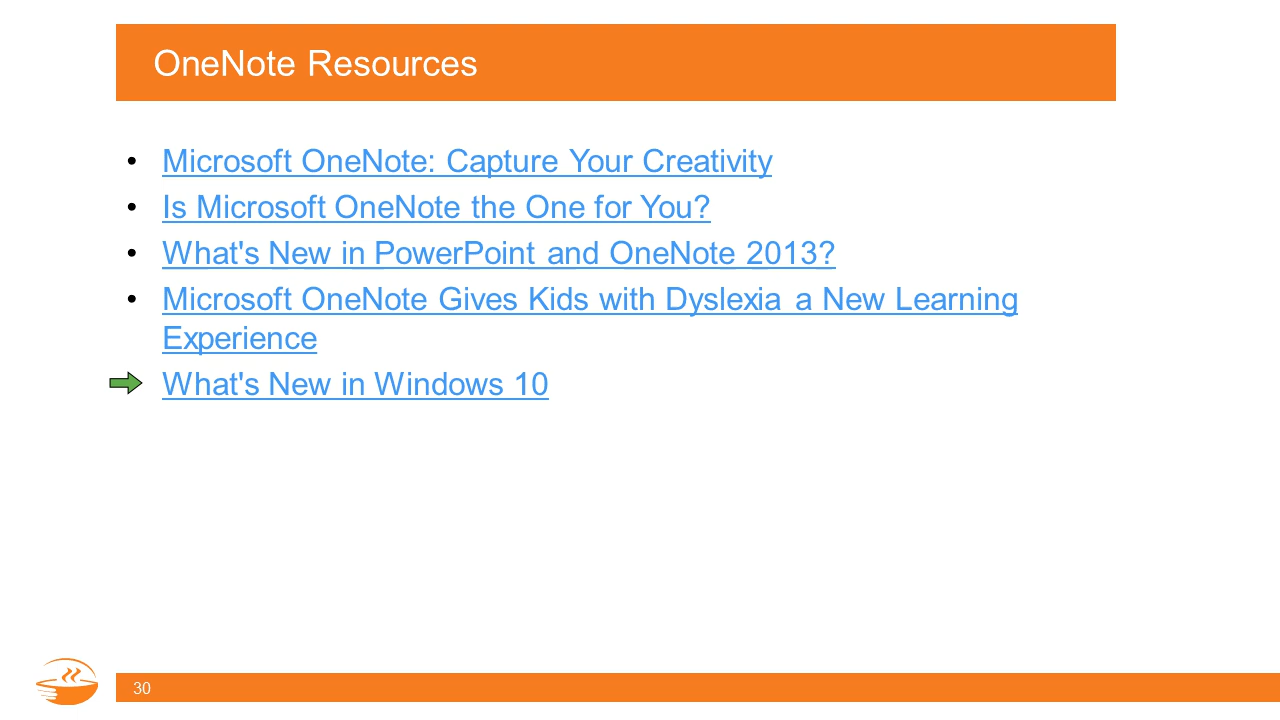 OneNote Resources
• Microsoft OneNote: Capture Your Creativity
• Is Microsoft OneNote the One for You?
• What's New in PowerPoint and OneNote 2013?
• Microsoft OneNote Gives Kids with Dyslexia a New Learning
Experience
What's New in Windows 10
30